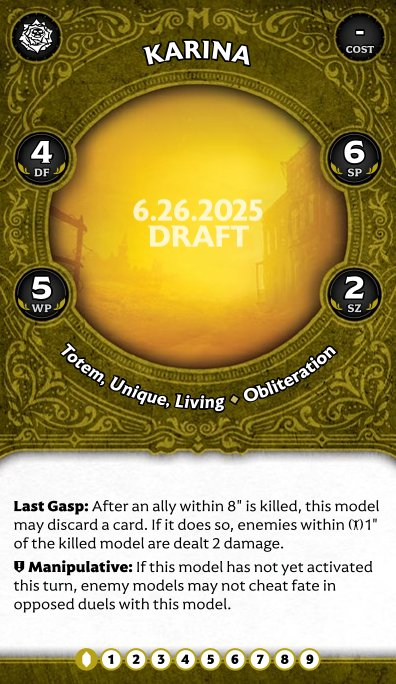 KARINA
-
COST
4
DF
6
SP
6.26.2025
DRAFT
5
WP
2
SZ
Totem, Unique, Living • Obliteration
Last Gasp: After an ally within 8" is killed, this model
may discard a card. If it does so, enemies within 1"
of the killed model are dealt 2 damage.
Manipulative: If this model has not yet activated
this turn, enemy models may not cheat fate in
opposed duels with this model.
1 2 3 4 5 6 7 8 9